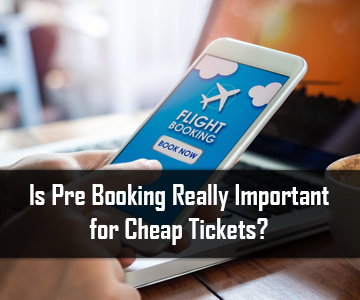 FLIGHT
BOOKING
BOOK NOW
Is Pre Booking Really Important
for Cheap Tickets?